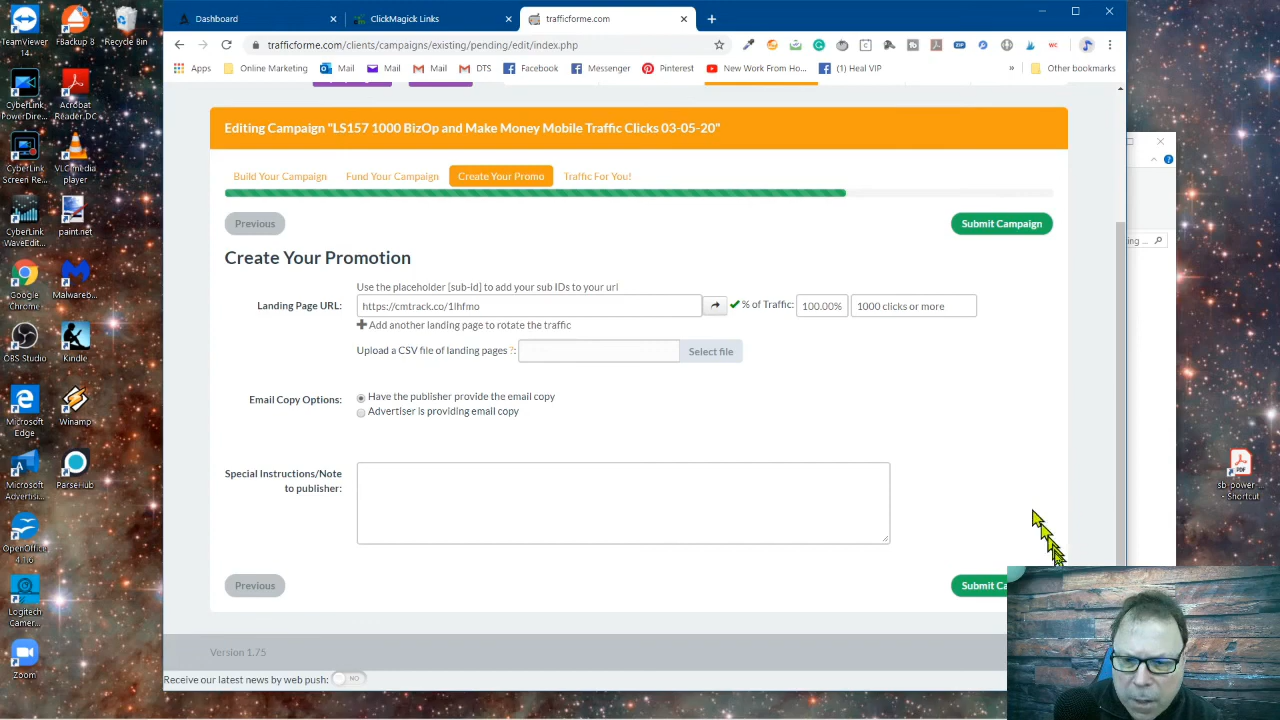 TeamViewer
14
FBackup 8
Recycle Bin
CyberLink
PowerDire...
Acrobat
Reader DC
CyberLink
Screen Re...
VLC media
player
CyberLink
WaveEdit...
paint.net
Google
Chrome
Malwareb...
OBS Studio
Kindle
Microsoft
Edge
Winamp
Microsoft
Advertisi...
ParseHub
OpenOffice
4.1.6
Logitech
Camer...
Zoom
Dashboard
ClickMagick Links
trafficforme.com
trafficforme.com/clients/campaigns/existing/pending/edit/index.php
Apps
Online Marketing
Mail
Mail
Mail
DTS
Facebook
Messenger
Pinterest
New Work From Ho...
(1) Heal VIP
»
Other bookmarks
Editing Campaign "LS157 1000 BizOp and Make Money Mobile Traffic Clicks 03-05-20"
Build Your Campaign
Fund Your Campaign
Create Your Promo
Traffic For You!
Previous
Submit Campaign
Create Your Promotion
Use the placeholder [sub-id] to add your sub IDs to your url
Landing Page URL:
https://cmtrack.co/1lhfmo
% of Traffic:
100.00%
1000 clicks or more
Add another landing page to rotate the traffic
Upload a CSV file of landing pages ?:
Select file
Email Copy Options:
Have the publisher provide the email copy
Advertiser is providing email copy
Special Instructions/Note
to publisher:
Previous
Submit Ca
Version 1.75
Receive our latest news by web push:
NO
ing ...
PDF
sb-power-...
- Shortcut